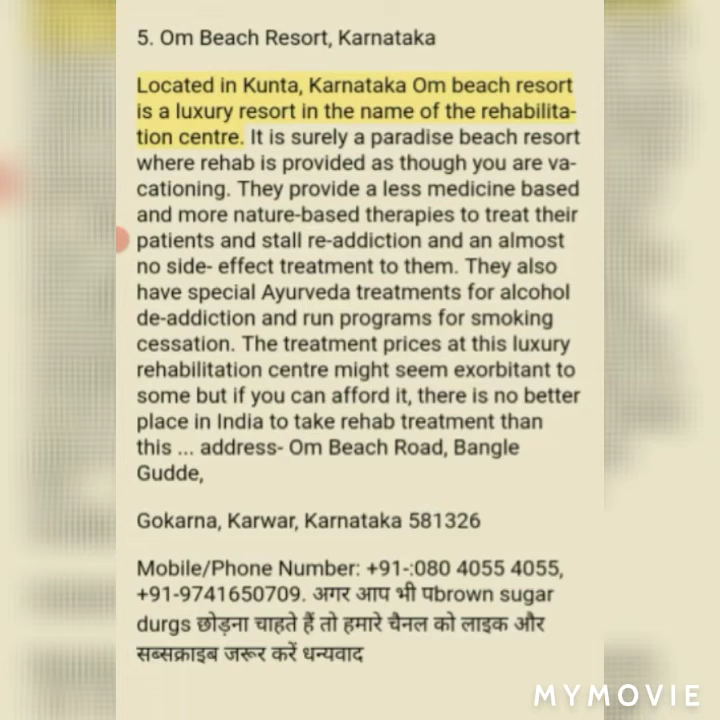 5. Om Beach Resort, Karnataka
Located in Kunta, Karnataka Om beach resort
is a luxury resort in the name of the rehabilita-
tion centre. It is surely a paradise beach resort
where rehab is provided as though you are va-
cationing. They provide a less medicine based
and more nature-based therapies to treat their
patients and stall re-addiction and an almost
no side- effect treatment to them. They also
have special Ayurveda treatments for alcohol
de-addiction and run programs for smoking
cessation. The treatment prices at this luxury
rehabilitation centre might seem exorbitant to
some but if you can afford it, there is no better
place in India to take rehab treatment than
this ... address- Om Beach Road, Bangle
Gudde,
Gokarna, Karwar, Karnataka 581326
Mobile/Phone Number: +91-:080 4055 4055,
+91-9741650709. अगर आप भी पbrown sugar
durgs छोड़ना चाहते हैं तो हमारे चैनल को लाइक और
सब्सक्राइब जरूर करें धन्यवाद
MYMOVIE